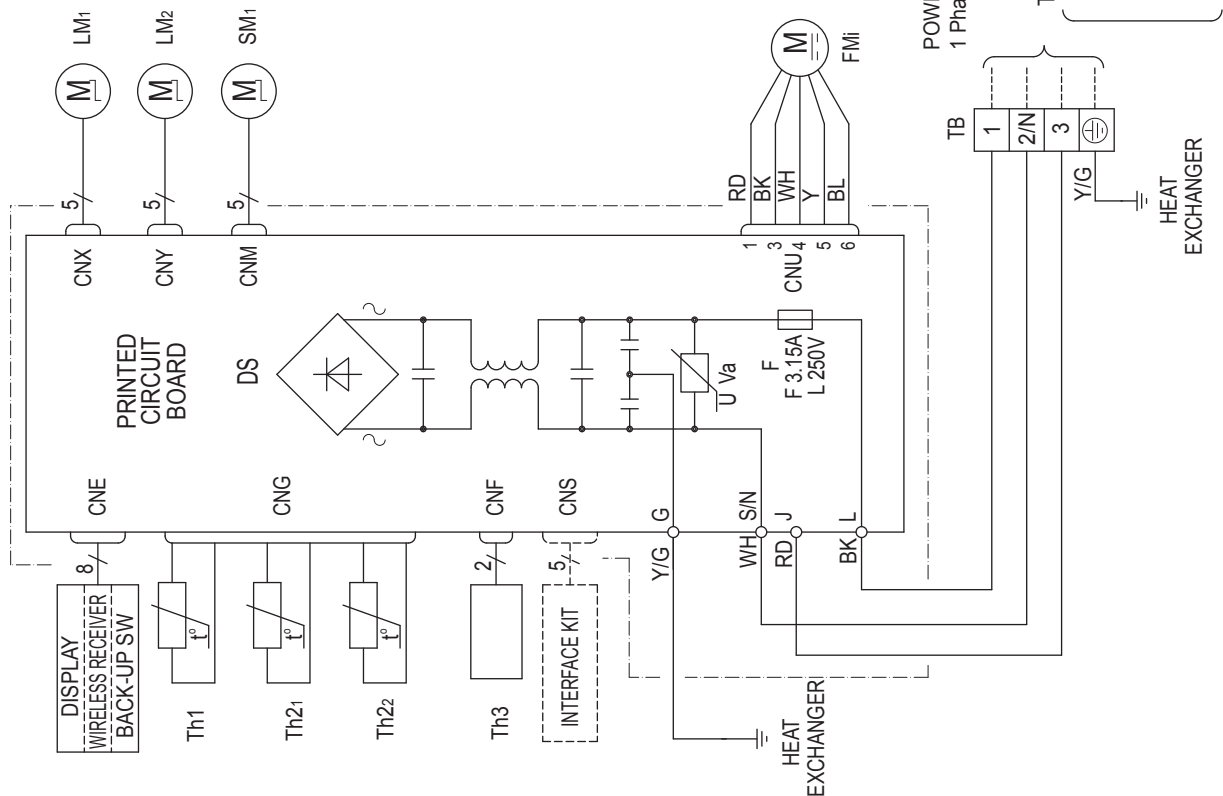 LM1
LM2
SM1
M
M
M
5
5
5
CNX
CNY
CNM
PRINTED
CIRCUIT
BOARD
DS
CNE
CNG
CNF
CNS
8
2
5
DISPLAY
WIRELESS RECEIVER
BACK-UP SW
t°
t°
t°
Th1
Th21
Th22
Th3
INTERFACE KIT
M
FMi
RD
BK
WH
Y
BL
1
3
4
5
6
CNU
F
F 3.15A
L 250V
U Va
G
S/N
J
L
Y/G
WH
RD
BK
HEAT
EXCHANGER
TB
1
2/N
3
Y/G
HEAT
EXCHANGER
1 Pha